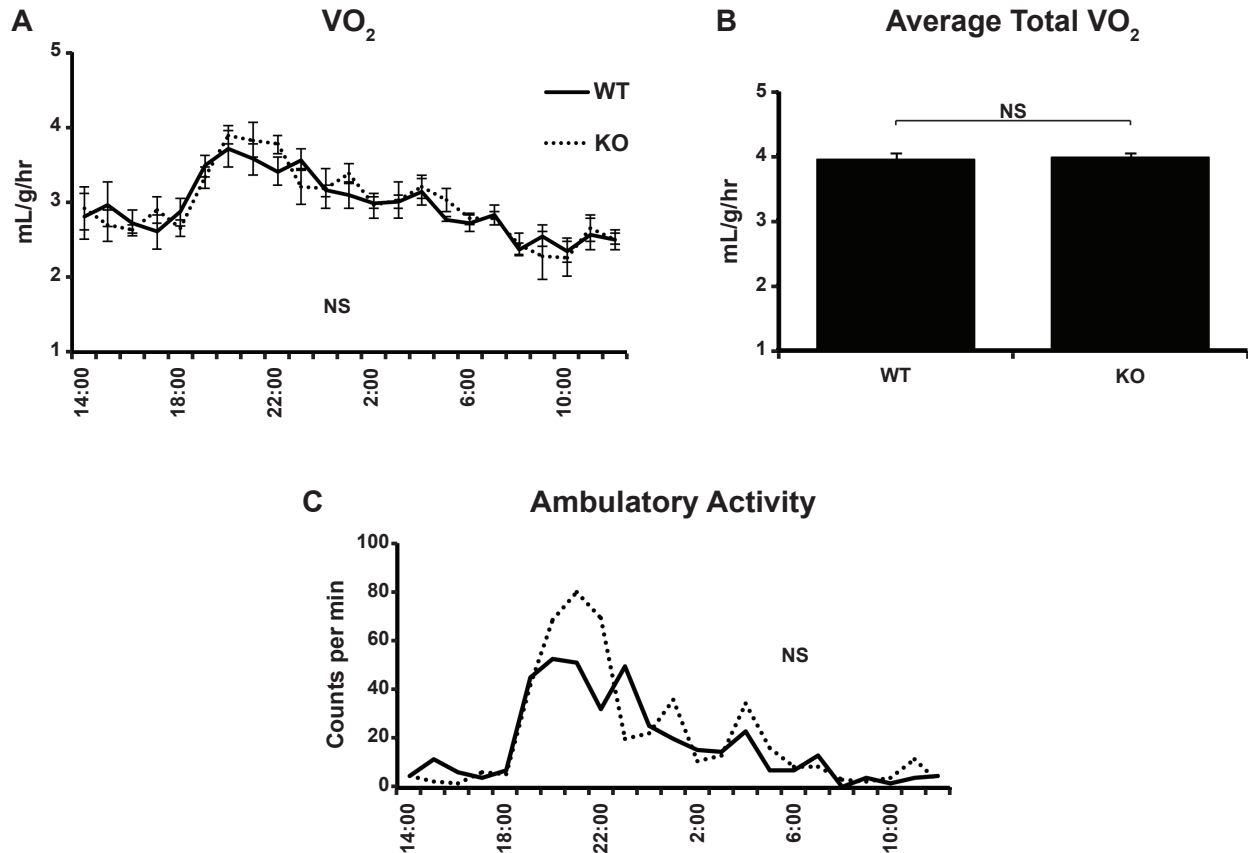 A
VO₂
mL/g/hr
5
4
3
2
1
WT
KO
NS
14:00
18:00
22:00
2:00
6:00
10:00
B
Average Total VO₂
mL/g/hr
5
4
3
2
1
NS
WT
KO
C
Ambulatory Activity
Counts per min
100
80
60
40
20
0
NS
14:00
18:00
22:00
2:00
6:00
10:00